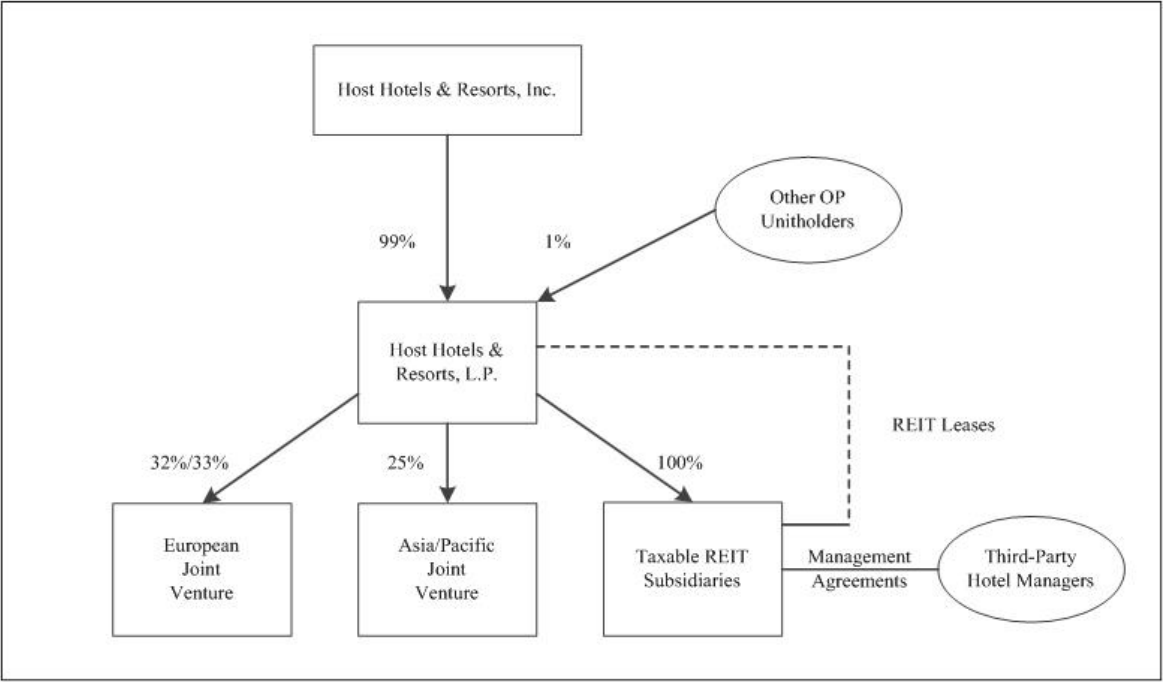 Host Hotels & Resorts, Inc.
Other OP
Unitholders
99%
1%
Host Hotels &
Resorts, L.P.
REIT Leases
32%/33%
25%
100%
European
Joint
Venture
Asia/Pacific
Joint
Venture
Taxable REIT
Subsidiaries
Management
Agreements
Third-Party
Hotel Managers